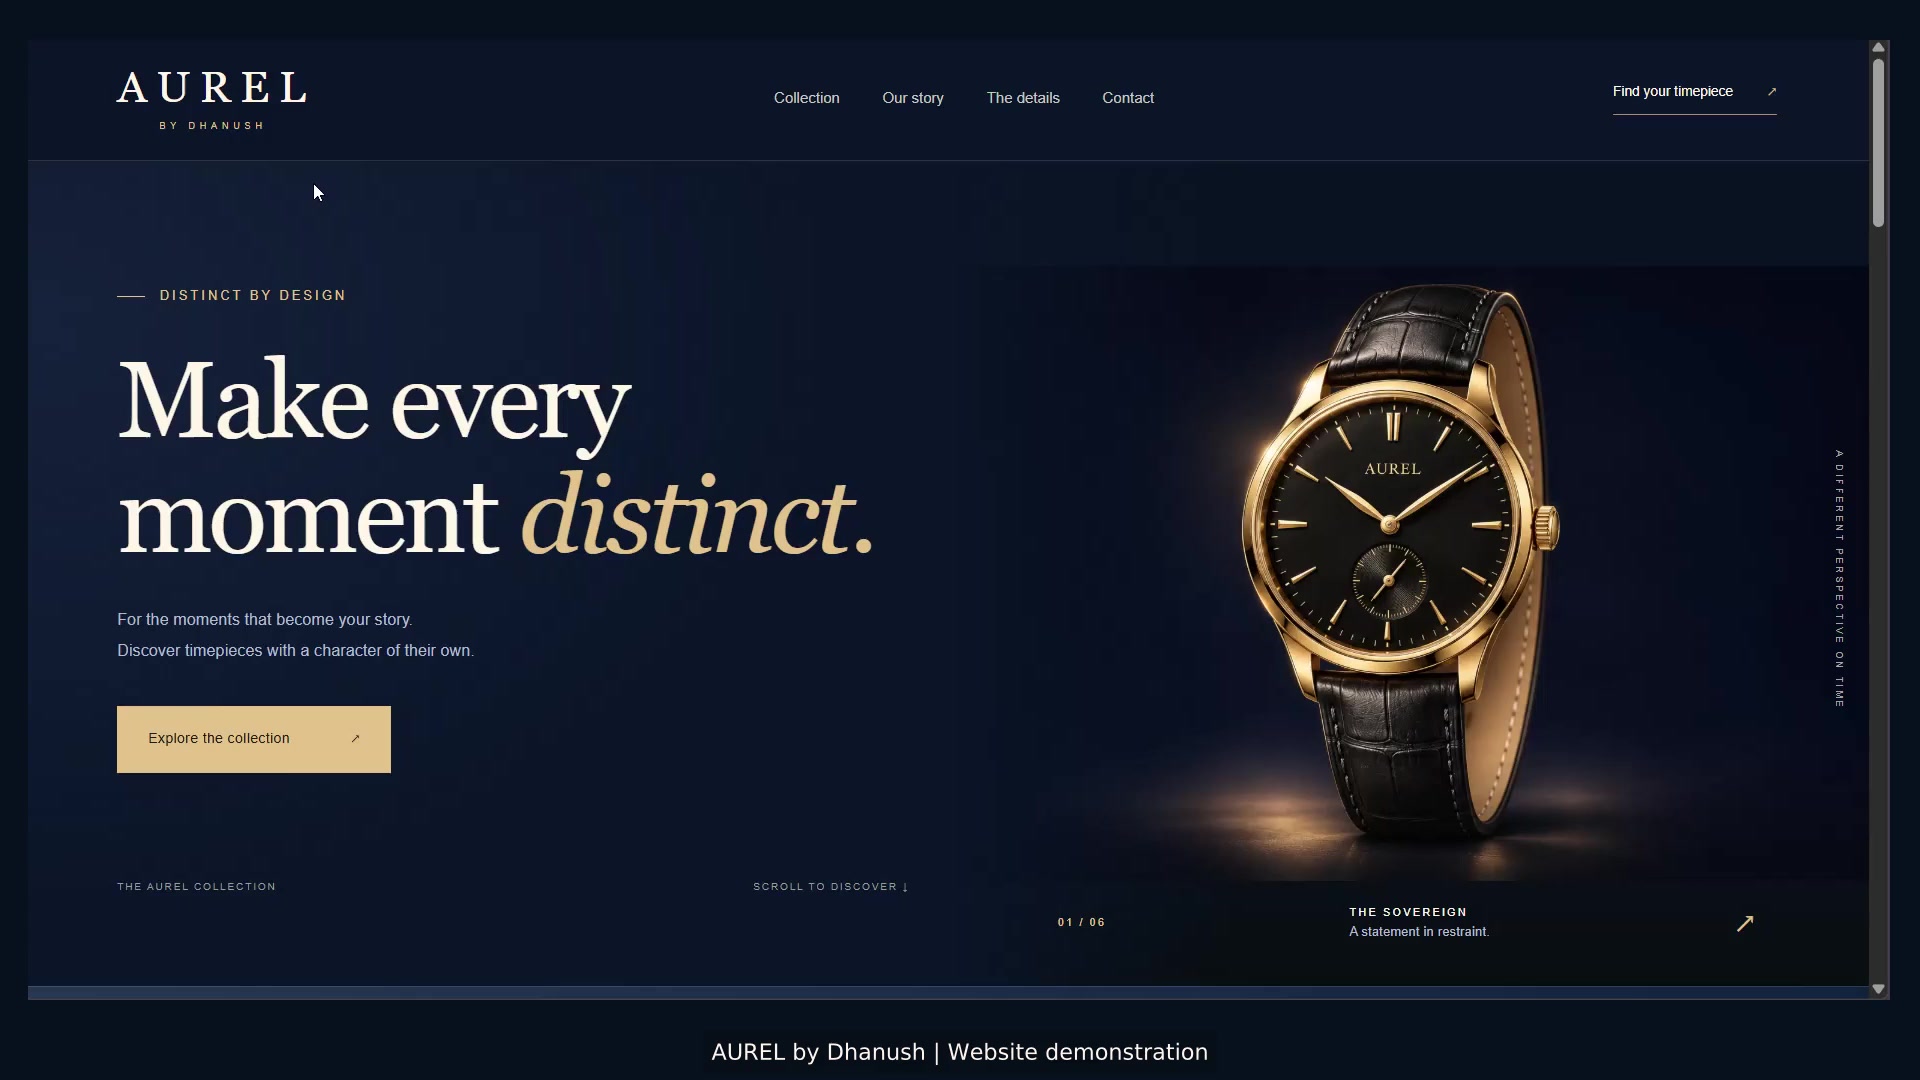 AUREL
BY DHANUSH
Collection
Our story
The details
Contact
Find your timepiece ↗
DISTINCT BY DESIGN
Make every
moment distinct.
For the moments that become your story.
Discover timepieces with a character of their own.
Explore the collection ↗
THE AUREL COLLECTION
SCROLL TO DISCOVER ↓
AUREL
A DIFFERENT PERSPECTIVE ON TIME
01 / 06
THE SOVEREIGN
A statement in restraint.
↗
AUREL by Dhanush | Website demonstration